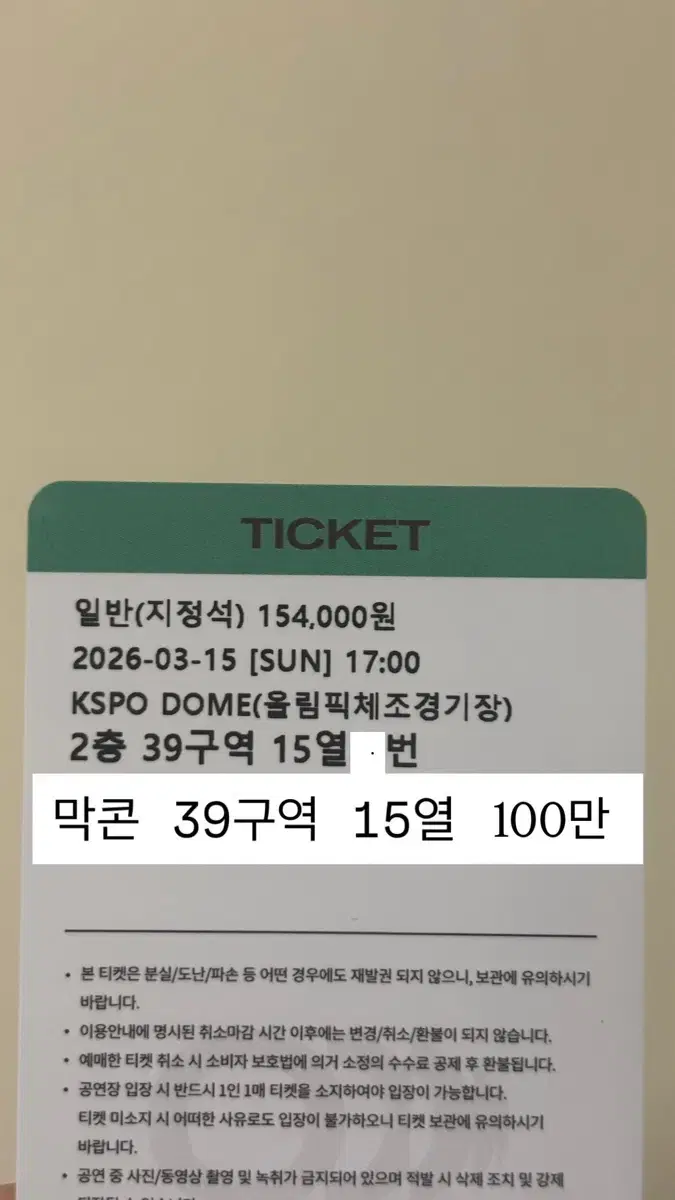 TICKET
일반(지정석) 154,000원
2026-03-15 [SUN] 17:00
KSPO DOME(올림픽체조경기장)
2층 39구역 15열 번
막콘 39구역 15열 100만
• 본 티켓은 분실/도난/파손 등 어떤 경우에도 재발권 되지 않으니, 보관에 유의하시기
바랍니다.
• 이용안내에 명시된 취소마감 시간 이후에는 변경/취소/환불이 되지 않습니다.
• 예매한 티켓 취소 시 소비자 보호법에 의거 소정의 수수료 공제 후 환불됩니다.
• 공연장 입장 시 반드시 1인 1매 티켓을 소지하여야 입장이 가능합니다.
티켓 미소지 시 어떠한 사유로도 입장이 불가하오니 티켓 보관에 유의하시기
바랍니다.
• 공연 중 사진/동영상 촬영 및 녹취가 금지되어 있으며 적발 시 삭제 조치 및 강제